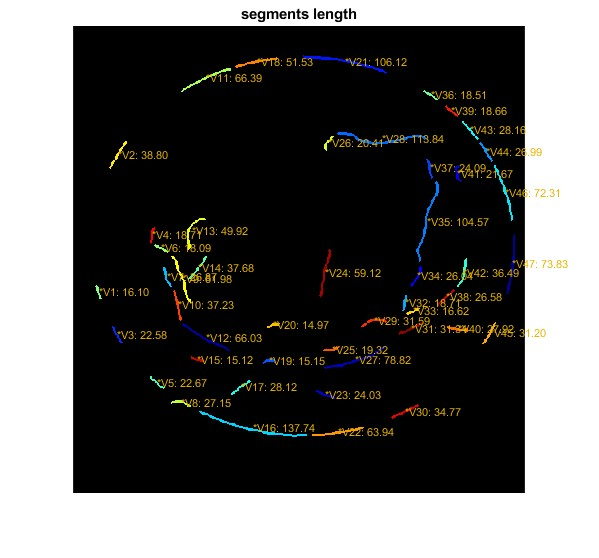 segments length
*V18: 51.53
*V21: 106.12
*V11: 66.39
*V36: 18.51
*V39: 18.66
*V43: 28.16
*V26: 20.41
*V28: 113.84
*V44: 26.99
*V2: 38.80
*V37: 24.09
*V41: 21.67
*V46: 72.31
*V35: 104.57
*V13: 49.92
*V4: 18.71
*V6: 18.09
*V47: 73.83
*V14: 37.68
*V24: 59.12
*V42: 36.49
*V1: 16.10
*V38: 26.58
*V10: 37.23
*V32: 18.71
*V33: 16.62
*V29: 31.59
*V20: 14.97
*V45: 31.20
*V3: 22.58
*V12: 66.03
*V25: 19.32
*V15: 15.12
*V19: 15.15
*V27: 78.82
*V5: 22.67
*V17: 28.12
*V23: 24.03
*V8: 27.15
*V30: 34.77
*V16: 137.74
*V22: 63.94